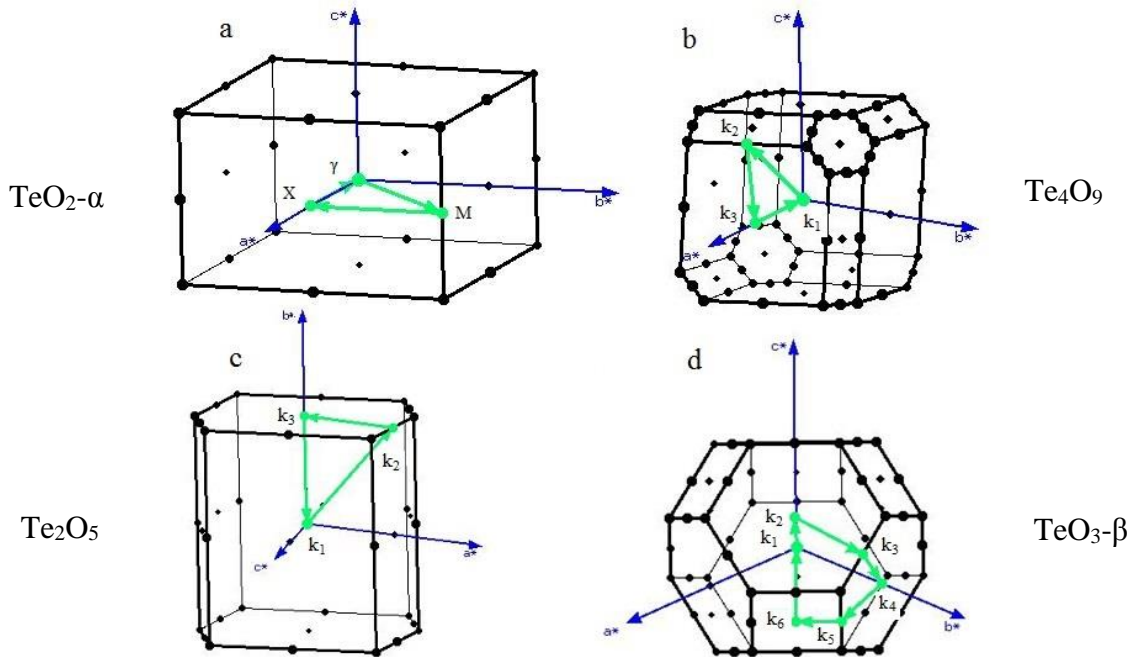 a
c*
γ
X
M
a*
b*
TeO₂-α
b
c*
k₂
k₃
k₁
a*
b*
Te₄O₉
c
b*
k₃
k₂
k₁
c*
a*
Te₂O₅
d
c*
k₂
k₁
k₃
k₄
k₆
k₅
a*
b*
TeO₃-β